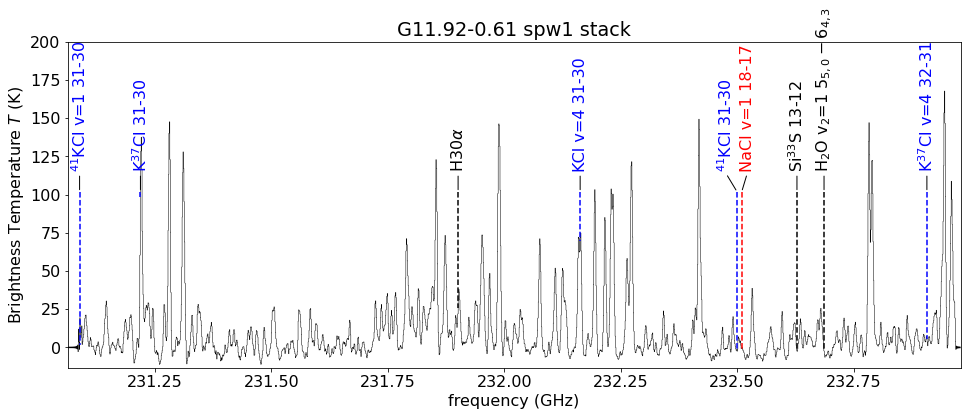 G11.92-0.61 spw1 stack
Brightness Temperature T (K)
200
175
150
125
100
75
50
25
0
⁴¹KCl v=1 31-30
K³⁷Cl 31-30
H30α
KCl v=4 31-30
⁴¹KCl 31-30
NaCl v=1 18-17
Si³³S 13-12
H₂O v₂=1 5₅,₀ − 6₄,₃
K³⁷Cl v=4 32-31
231.25
231.50
231.75
232.00
232.25
232.50
232.75
frequency (GHz)